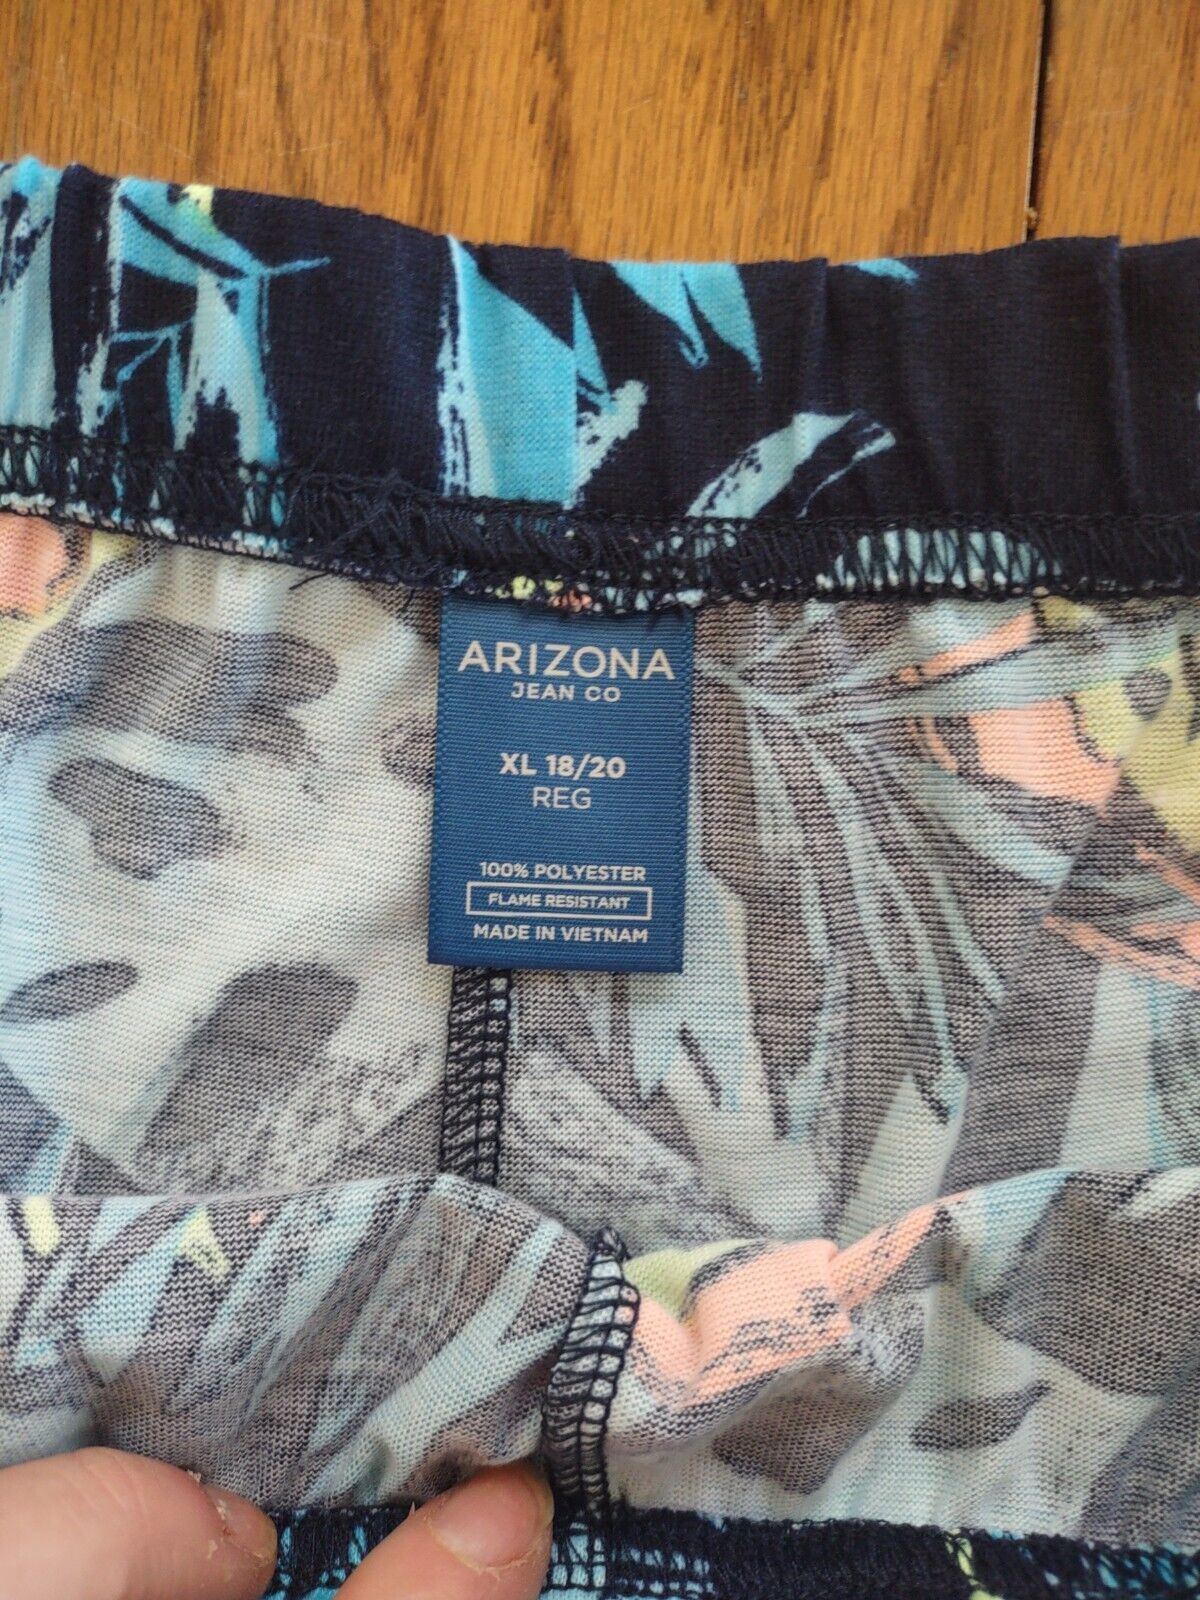 ARIZONA
JEAN CO
XL 18/20
REG
100% POLYESTER
FLAME RESISTANT
MADE IN VIETNAM